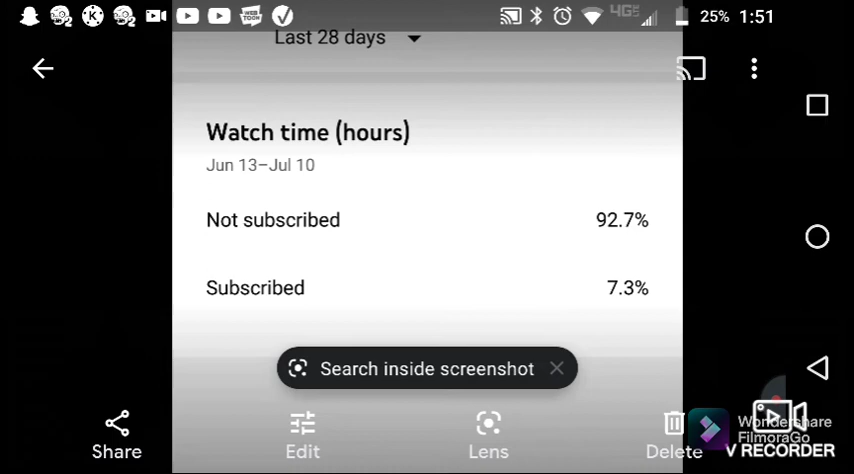 4GE 25% 1:51
Last 28 days
Watch time (hours)
Jun 13–Jul 10
Not subscribed 92.7%
Subscribed 7.3%
Search inside screenshot
Share Edit Lens Delete
Wondershare
FilmoraGo
V RECORDER